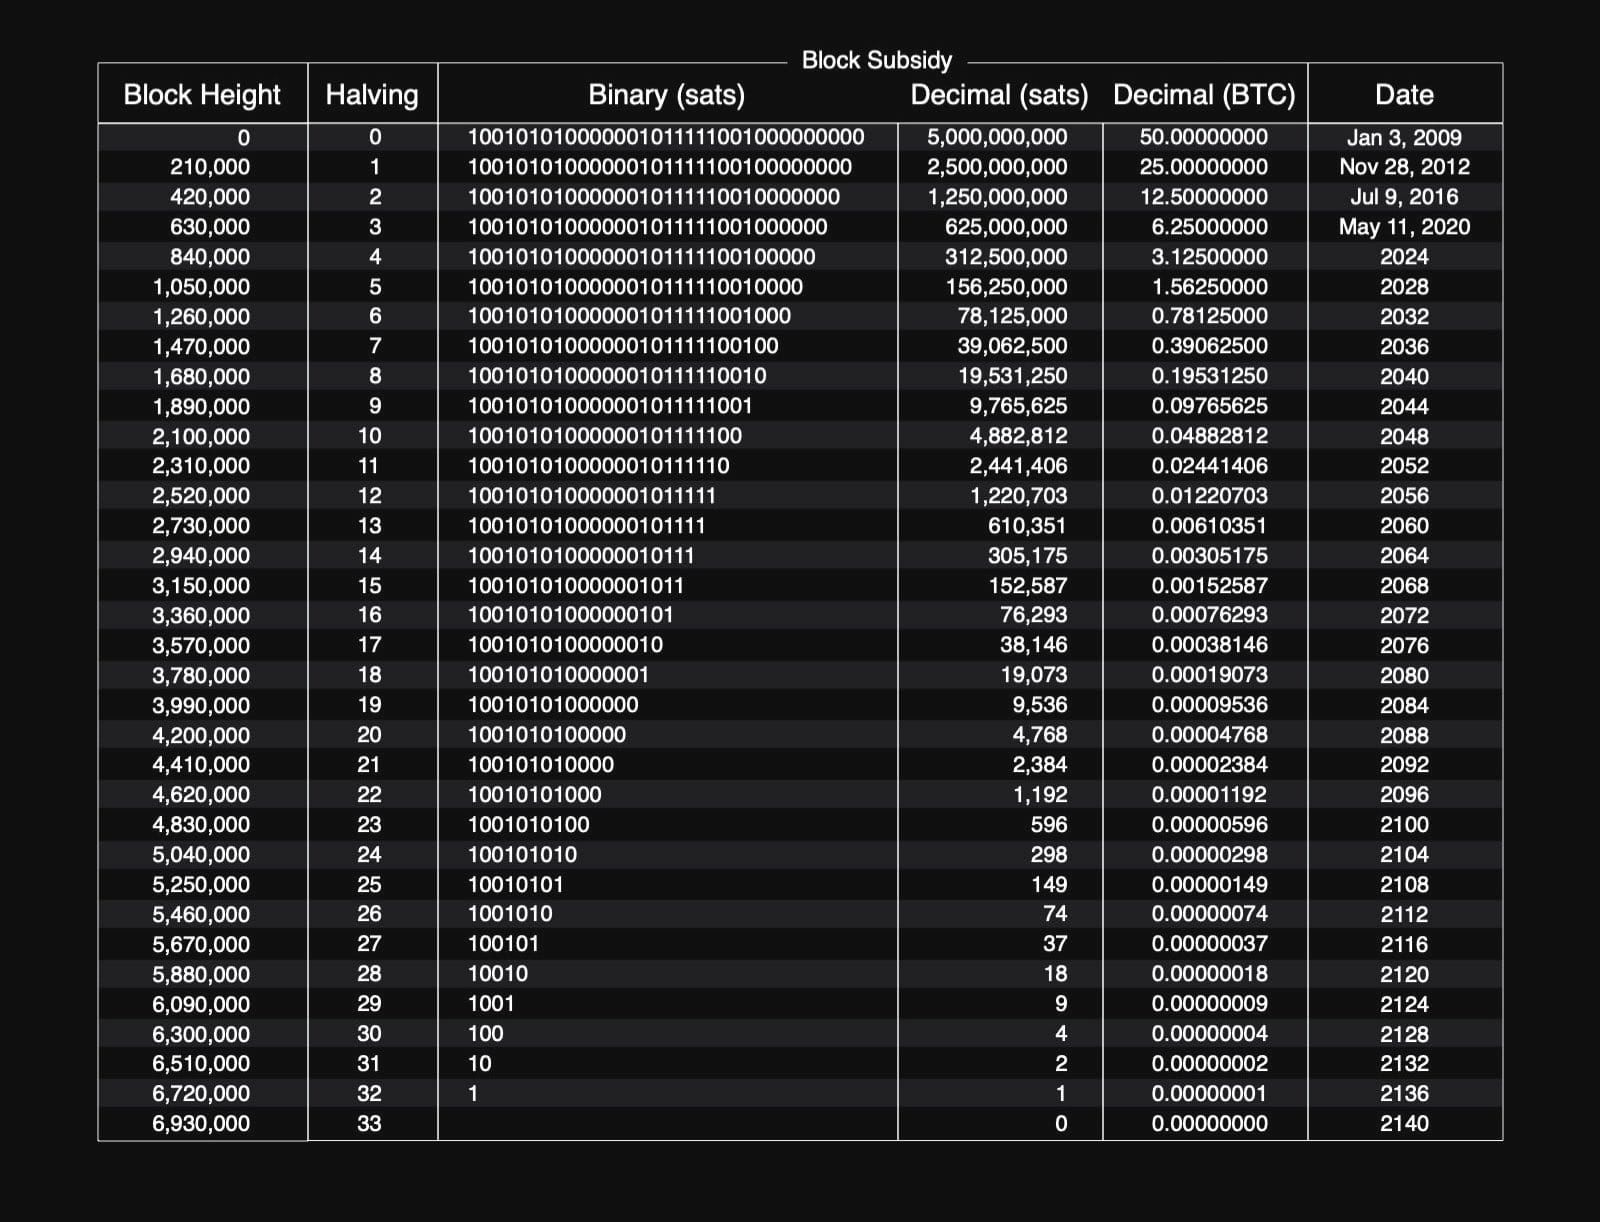 Block Subsidy
Block Height Halving Binary (sats) Decimal (sats) Decimal (BTC) Date
0 0 100101010000001011111001000000000 5,000,000,000 50.00000000 Jan 3, 2009
210,000 1 10010101000000101111100100000000 2,500,000,000 25.00000000 Nov 28, 2012
420,000 2 1001010100000010111110010000000 1,250,000,000 12.50000000 Jul 9, 2016
630,000 3 100101010000001011111001000000 625,000,000 6.25000000 May 11, 2020
840,000 4 10010101000000101111100100000 312,500,000 3.12500000 2024
1,050,000 5 1001010100000010111110010000 156,250,000 1.56250000 2028
1,260,000 6 100101010000001011111001000 78,125,000 0.78125000 2032
1,470,000 7 10010101000000101111100100 39,062,500 0.39062500 2036
1,680,000 8 1001010100000010111110010 19,531,250 0.19531250 2040
1,890,000 9 100101010000001011111001 9,765,625 0.09765625 2044
2,100,000 10 10010101000000101111100 4,882,812 0.04882812 2048
2,310,000 11 1001010100000010111110 2,441,406 0.02441406 2052
2,520,000 12 100101010000001011111 1,220,703 0.01220703 2056
2,730,000 13 10010101000000101111 610,351 0.00610351 2060
2,940,000 14 1001010100000010111 305,175 0.00305175 2064
3,150,000 15 100101010000001011 152,587 0.00152587 2068
3,360,000 16 10010101000000101 76,293 0.00076293 2072
3,570,000 17 1001010100000010 38,146 0.00038146 2076
3,780,000 18 100101010000001 19,073 0.00019073 2080
3,990,000 19 10010101000000 9,536 0.00009536 2084
4,200,000 20 1001010100000 4,768 0.00004768 2088
4,410,000 21 100101010000 2,384 0.00002384 2092
4,620,000 22 10010101000 1,192 0.00001192 2096
4,830,000 23 1001010100 596 0.00000596 2100
5,040,000 24 100101010 298 0.00000298 2104
5,250,000 25 10010101 149 0.00000149 2108
5,460,000 26 1001010 74 0.00000074 2112
5,670,000 27 100101 37 0.00000037 2116
5,880,000 28 10010 18 0.00000018 2120
6,090,000 29 1001 9 0.00000009 2124
6,300,000 30 100 4 0.00000004 2128
6,510,000 31 10 2 0.00000002 2132
6,720,000 32 1 1 0.00000001 2136
6,930,000 33 0 0.00000000 2140